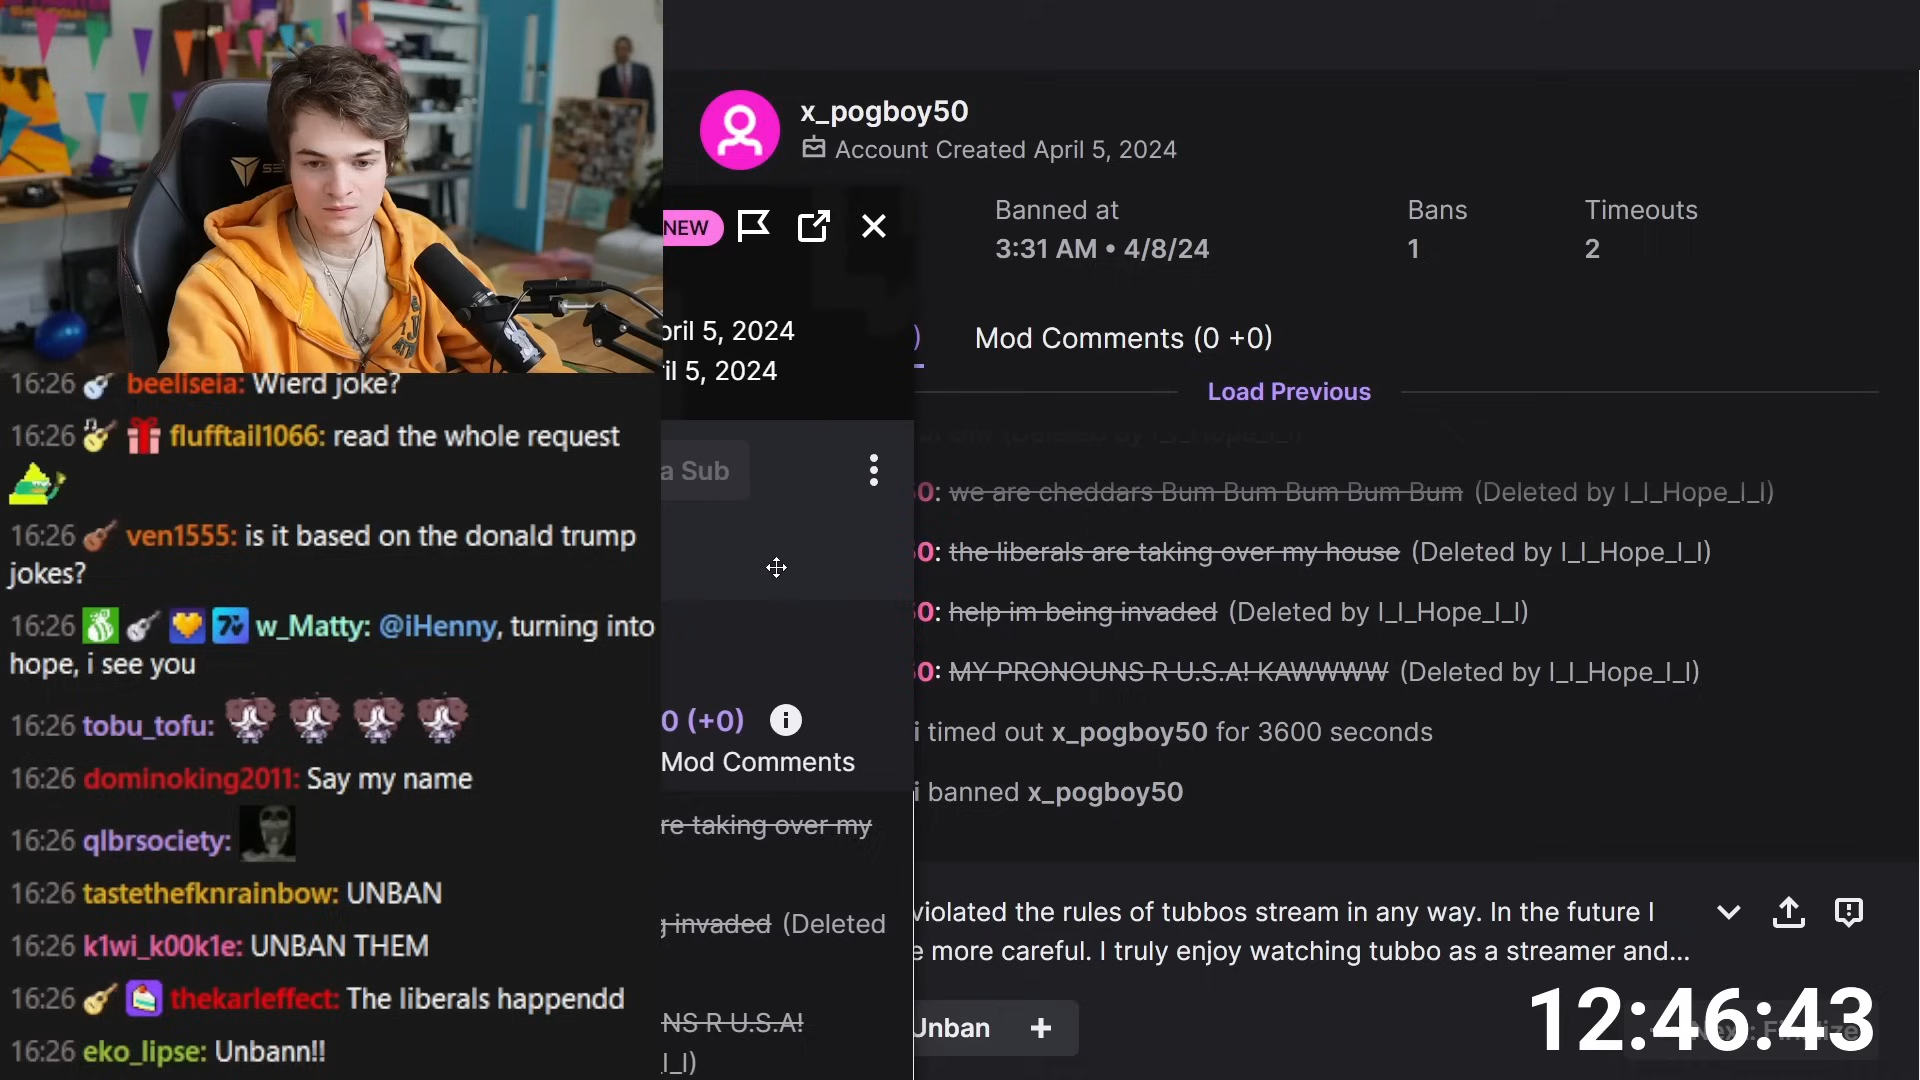 x_pogboy50
Account Created April 5, 2024
Banned at
3:31 AM • 4/8/24
Bans
1
Timeouts
2
NEW
pril 5, 2024
ril 5, 2024
)
Mod Comments (0 +0)
Load Previous
a Sub
0: we are cheddars Bum Bum Bum Bum Bum (Deleted by I_I_Hope_I_I)
0: the liberals are taking over my house (Deleted by I_I_Hope_I_I)
0: help im being invaded (Deleted by I_I_Hope_I_I)
0: MY PRONOUNS R U.S.A! KAWWWW (Deleted by I_I_Hope_I_I)
i timed out x_pogboy50 for 3600 seconds
i banned x_pogboy50
0 (+0)
Mod Comments
re taking over my
g invaded (Deleted
NS R U.S.A!
I_I)
violated the rules of tubbos stream in any way. In the future I
e more careful. I truly enjoy watching tubbo as a streamer and...
Unban +
12:46:43
16:26 beeliseia: Wierd joke?
16:26 flufftail1066: read the whole request
16:26 ven1555: is it based on the donald trump
jokes?
16:26 w_Matty: @iHenny, turning into
hope, i see you
16:26 tobu_tofu:
16:26 dominoking2011: Say my name
16:26 qlbrsociety:
16:26 tastethefknrainbow: UNBAN
16:26 k1wi_k00k1e: UNBAN THEM
16:26 thekarleffect: The liberals happendd
16:26 eko_lipse: Unbann!!